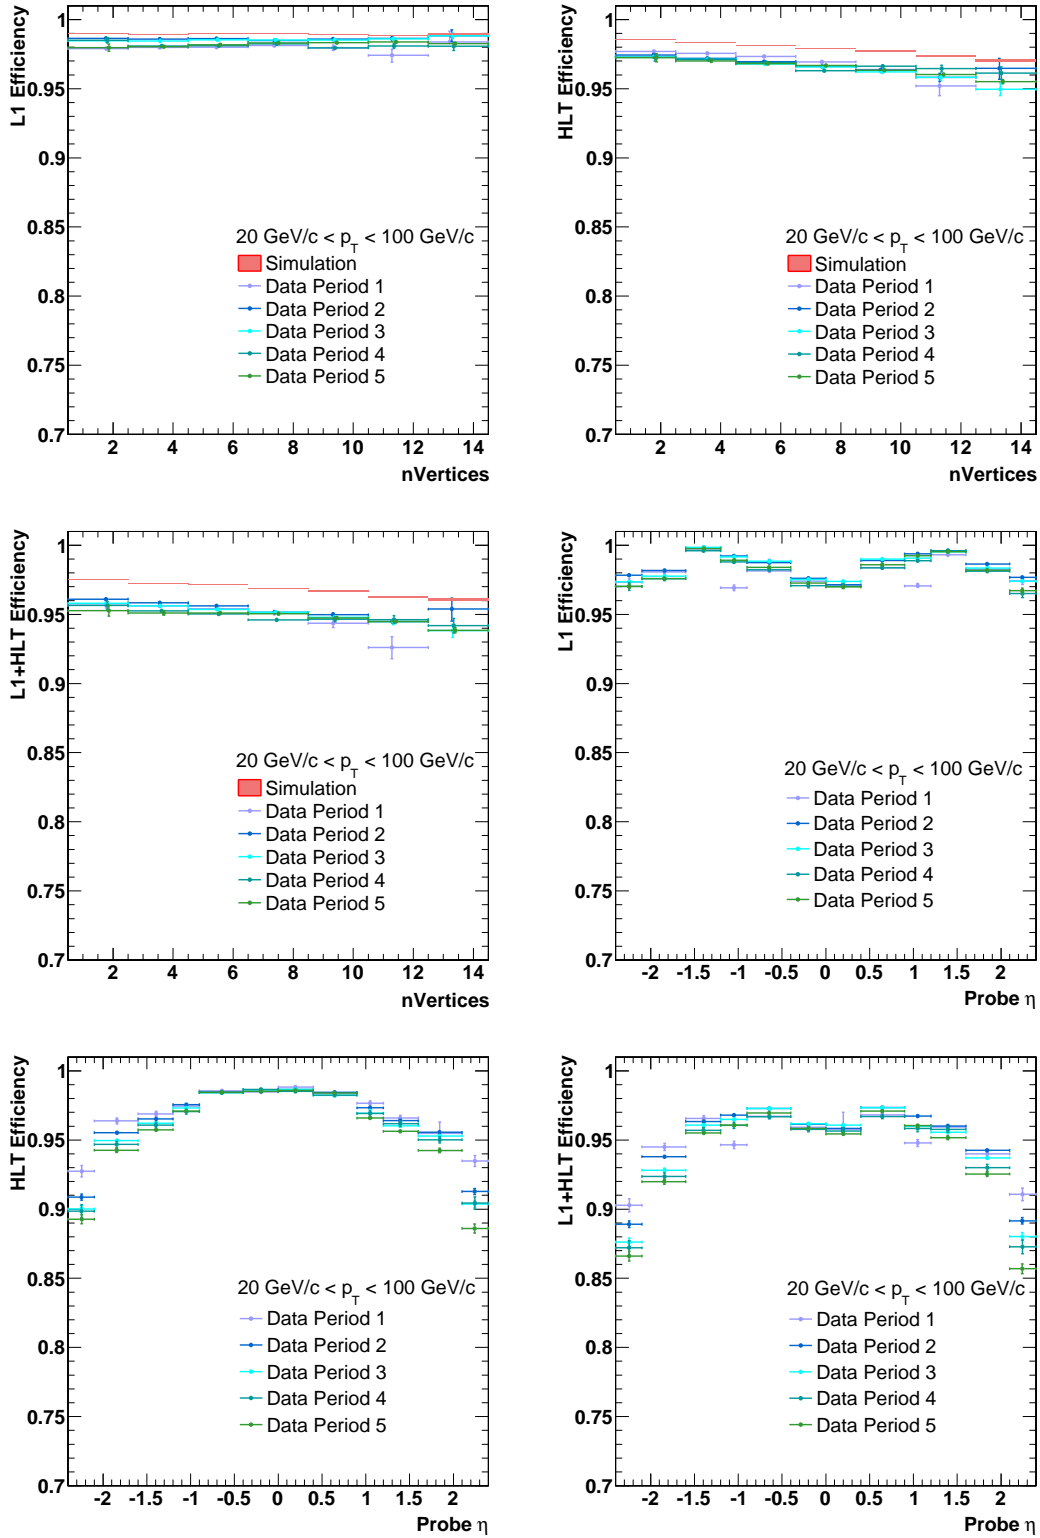 L1 Efficiency
1
0.95
0.9
0.85
0.8
0.75
0.7
20 GeV/c < p_T < 100 GeV/c
Simulation
Data Period 1
Data Period 2
Data Period 3
Data Period 4
Data Period 5
2 4 6 8 10 12 14
nVertices
HLT Efficiency
1
0.95
0.9
0.85
0.8
0.75
0.7
20 GeV/c < p_T < 100 GeV/c
Simulation
Data Period 1
Data Period 2
Data Period 3
Data Period 4
Data Period 5
2 4 6 8 10 12 14
nVertices
L1+HLT Efficiency
1
0.95
0.9
0.85
0.8
0.75
0.7
20 GeV/c < p_T < 100 GeV/c
Simulation
Data Period 1
Data Period 2
Data Period 3
Data Period 4
Data Period 5
2 4 6 8 10 12 14
nVertices
L1 Efficiency
1
0.95
0.9
0.85
0.8
0.75
0.7
20 GeV/c < p_T < 100 GeV/c
Data Period 1
Data Period 2
Data Period 3
Data Period 4
Data Period 5
-2 -1.5 -1 -0.5 0 0.5 1 1.5 2
Probe η
HLT Efficiency
1
0.95
0.9
0.85
0.8
0.75
0.7
20 GeV/c < p_T < 100 GeV/c
Data Period 1
Data Period 2
Data Period 3
Data Period 4
Data Period 5
-2 -1.5 -1 -0.5 0 0.5 1 1.5 2
Probe η
L1+HLT Efficiency
1
0.95
0.9
0.85
0.8
0.75
0.7
20 GeV/c < p_T < 100 GeV/c
Data Period 1
Data Period 2
Data Period 3
Data Period 4
Data Period 5
-2 -1.5 -1 -0.5 0 0.5 1 1.5 2
Probe η